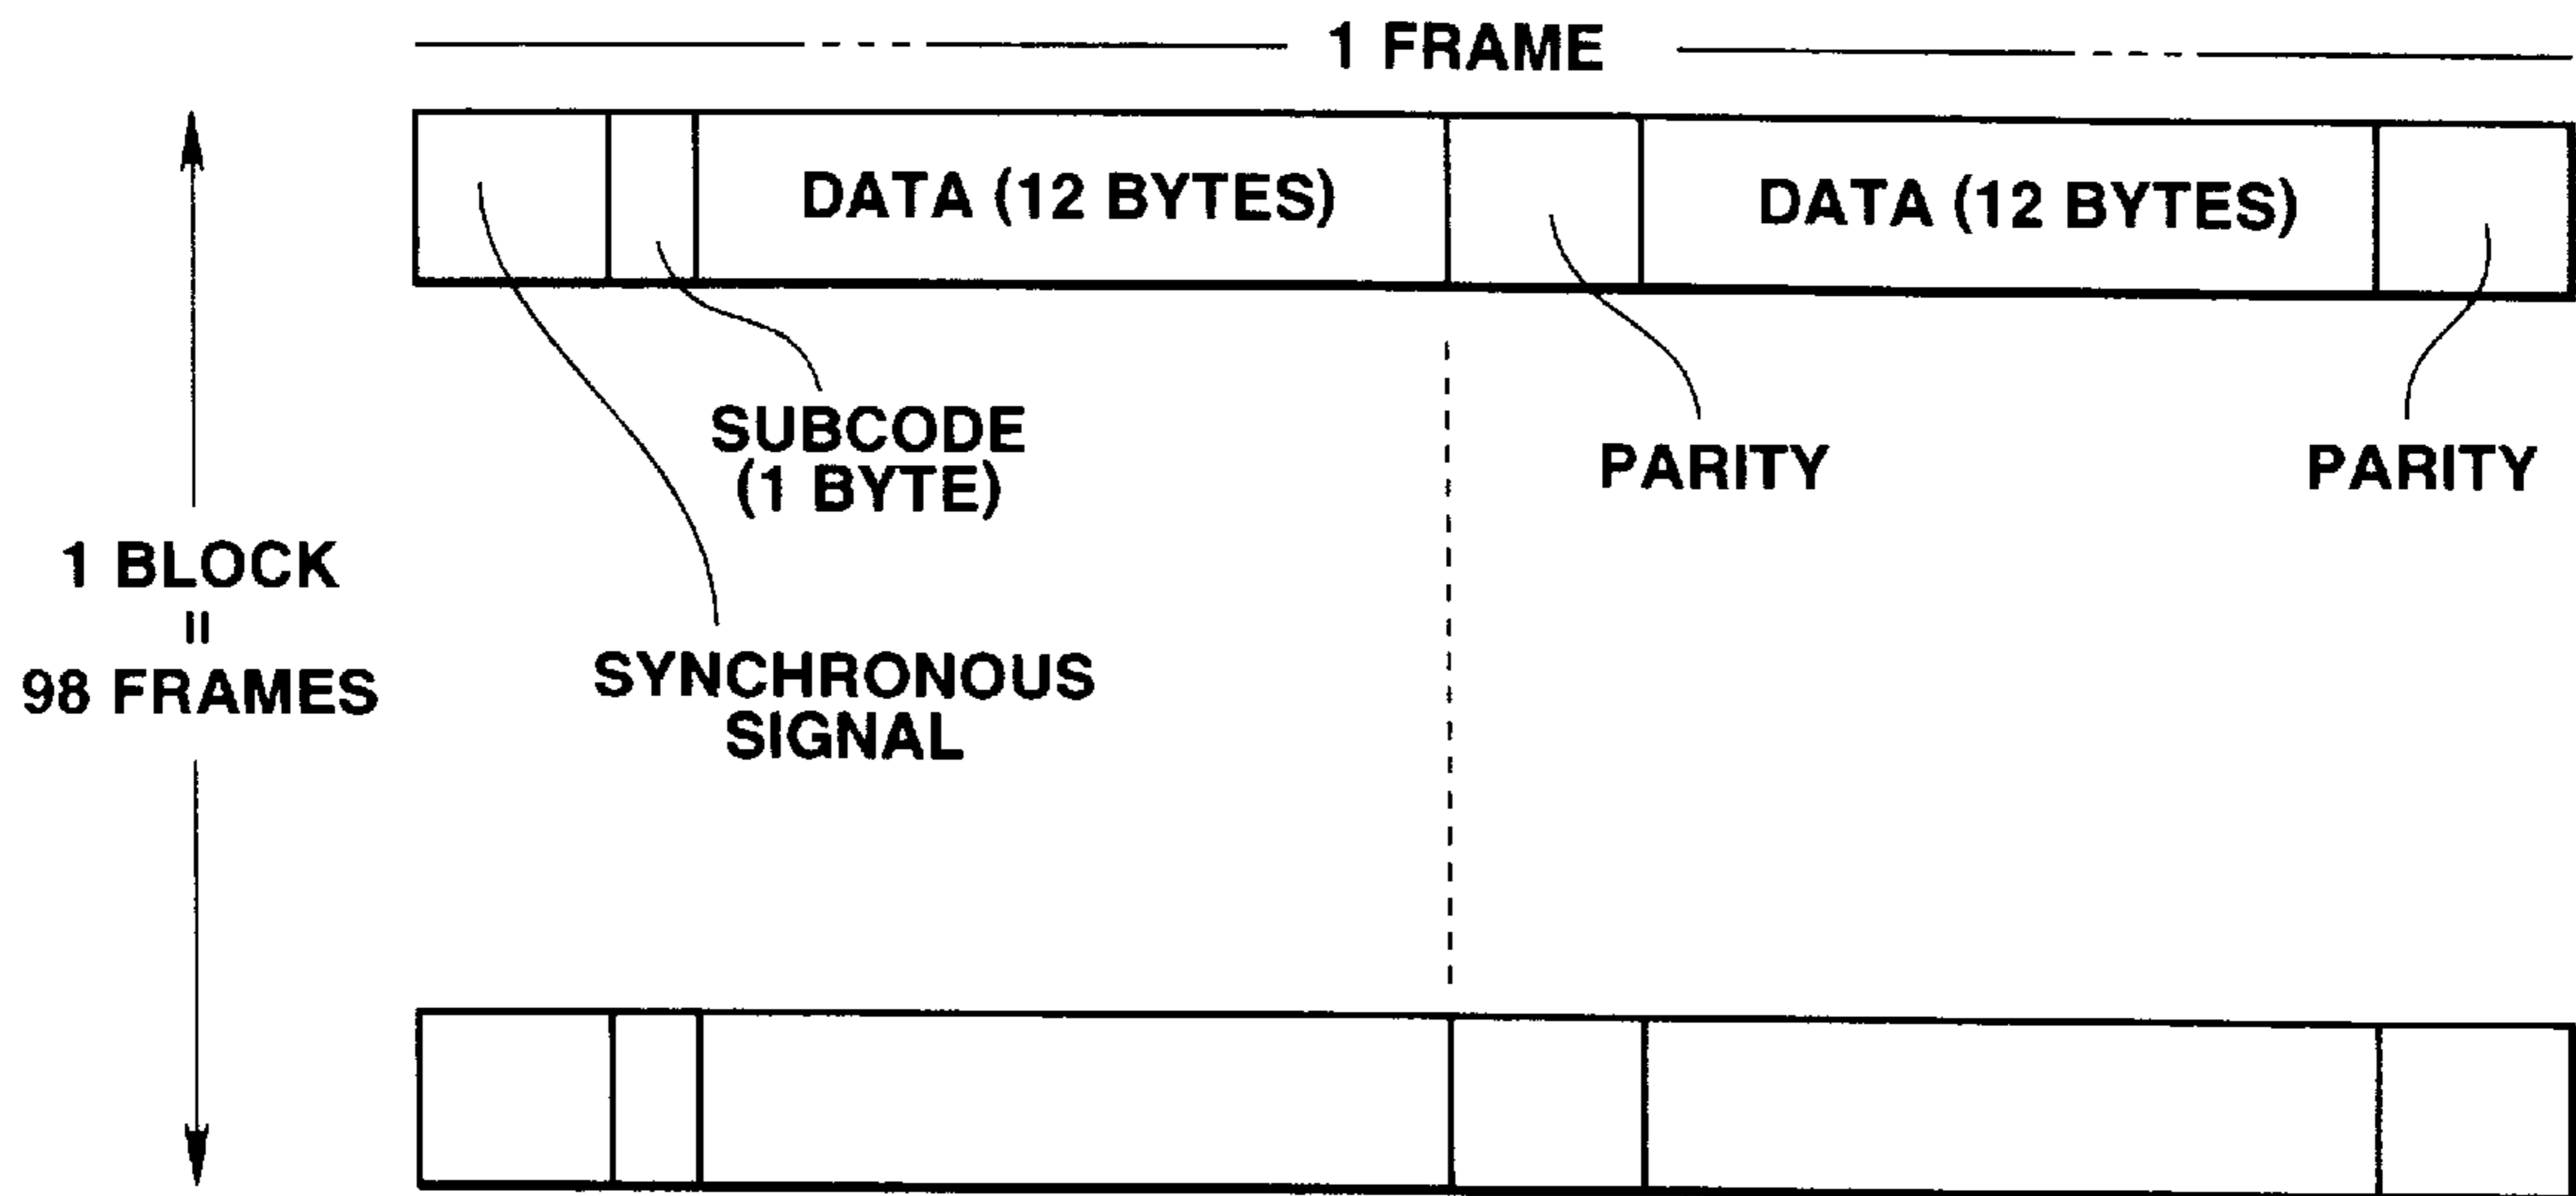 1 FRAME
DATA (12 BYTES)
DATA (12 BYTES)
SUBCODE
(1 BYTE)
PARITY
PARITY
1 BLOCK
=
98 FRAMES
SYNCHRONOUS
SIGNAL